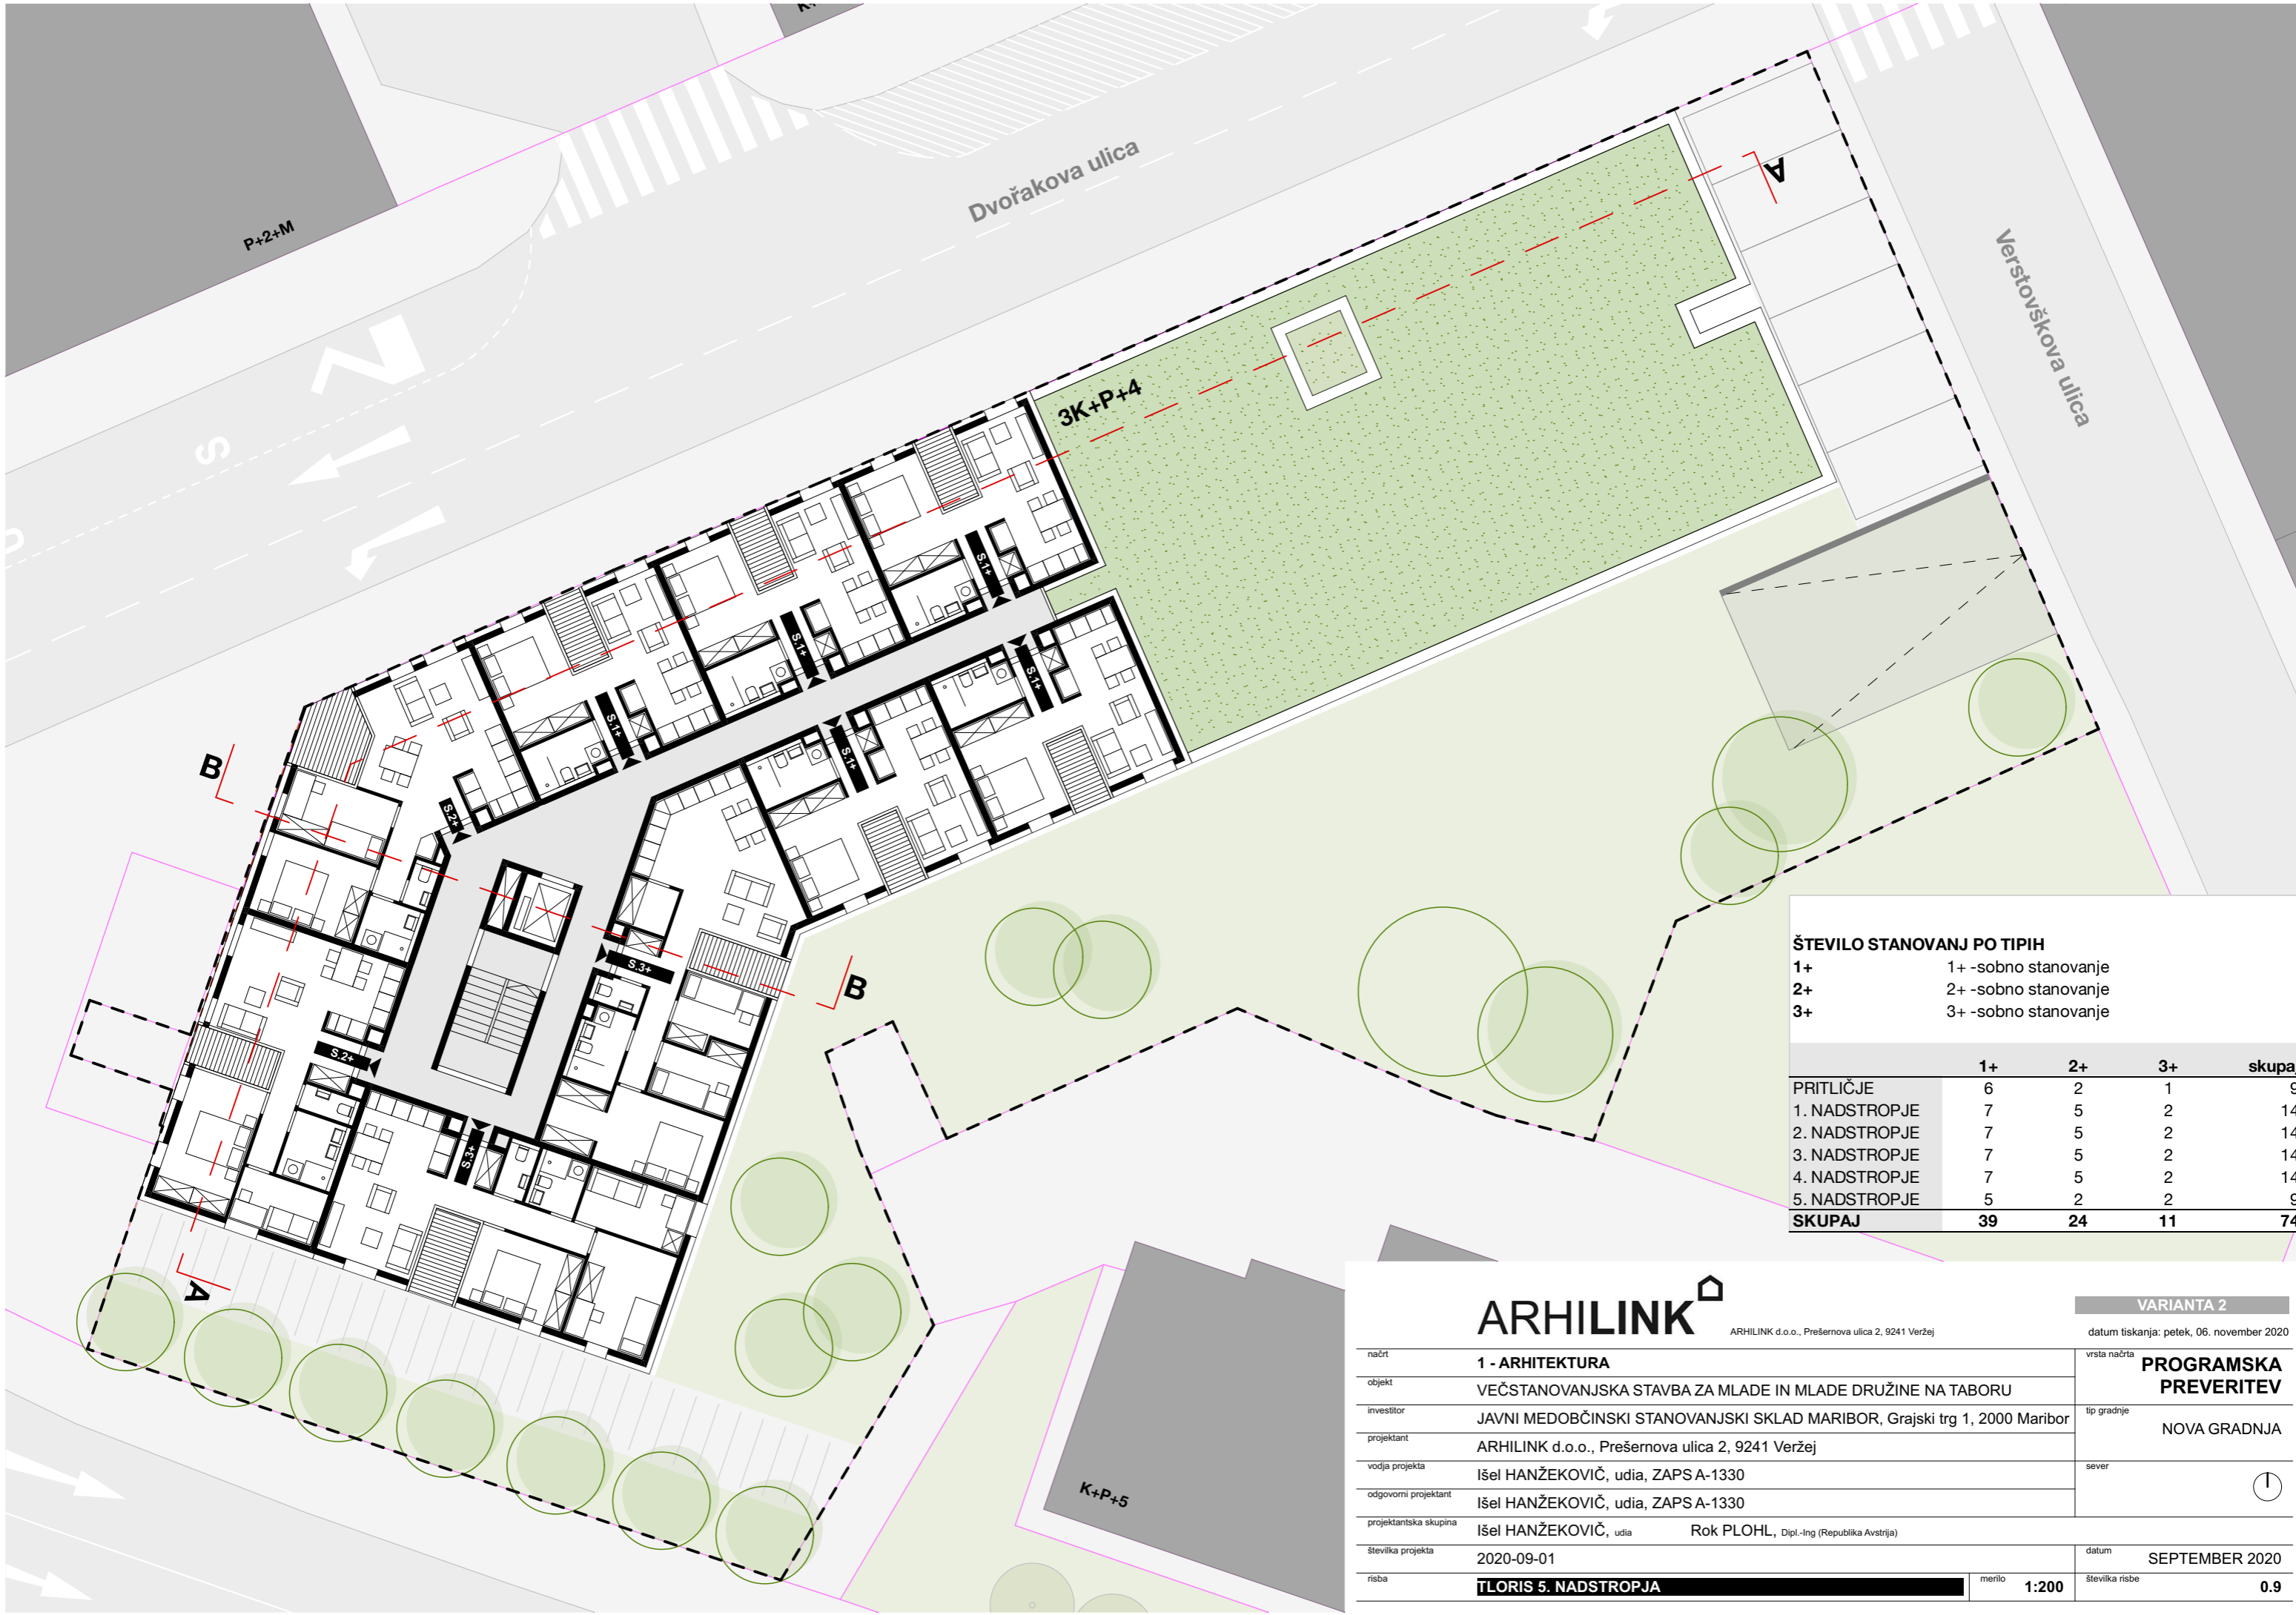 K+
P+2+M
Dvořakova ulica
Verstovškova ulica
S
3K+P+4
A
S.1+
S.1+
S.1+
S.1+
S.1+
S.2+
S.3+
S.2+
S.3+
B
B
A
K+P+5
ŠTEVILO STANOVANJ PO TIPIH
1+ 1+ -sobno stanovanje
2+ 2+ -sobno stanovanje
3+ 3+ -sobno stanovanje
1+ 2+ 3+ skupaj
PRITLIČJE 6 2 1 9
1. NADSTROPJE 7 5 2 14
2. NADSTROPJE 7 5 2 14
3. NADSTROPJE 7 5 2 14
4. NADSTROPJE 7 5 2 14
5. NADSTROPJE 5 2 2 9
SKUPAJ 39 24 11 74
ARHILINK
ARHILINK d.o.o., Prešernova ulica 2, 9241 Veržej
VARIANTA 2
datum tiskanja: petek, 06. november 2020
načrt 1 - ARHITEKTURA
vrsta načrta PROGRAMSKA
PREVERITEV
objekt VEČSTANOVANJSKA STAVBA ZA MLADE IN MLADE DRUŽINE NA TABORU
investitor JAVNI MEDOBČINSKI STANOVANJSKI SKLAD MARIBOR, Grajski trg 1, 2000 Maribor
tip gradnje NOVA GRADNJA
projektant ARHILINK d.o.o., Prešernova ulica 2, 9241 Veržej
vodja projekta Išel HANŽEKOVIČ, udia, ZAPS A-1330
sever
odgovorni projektant Išel HANŽEKOVIČ, udia, ZAPS A-1330
projektantska skupina Išel HANŽEKOVIČ, udia Rok PLOHL, Dipl.-Ing (Republika Avstrija)
številka projekta 2020-09-01
datum SEPTEMBER 2020
risba TLORIS 5. NADSTROPJA
merilo 1:200
številka risbe 0.9